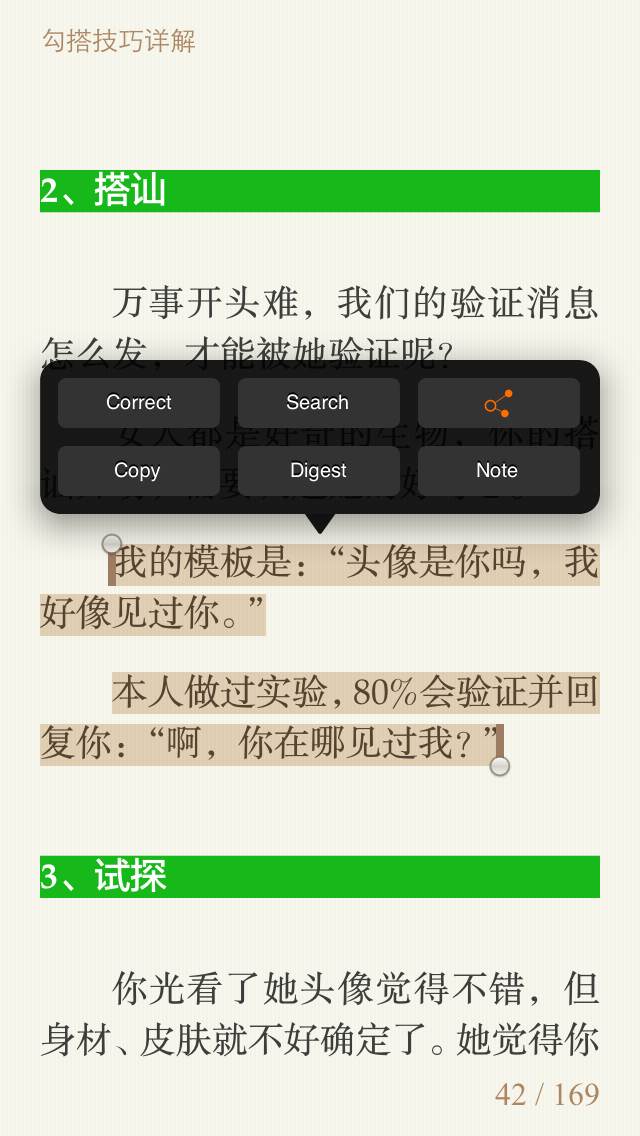 勾搭技巧详解
2、搭讪
万事开头难，我们的验证消息
怎么发，才能被她验证呢？
Correct
Search
女人都是好奇的生物，你的搭
Copy
Digest
Note
我的模板是：“头像是你吗，我
好像见过你。”
本人做过实验，80%会验证并回
复你：“啊，你在哪见过我？”
3、试探
你光看了她头像觉得不错，但
身材、皮肤就不好确定了。她觉得你
42 / 169